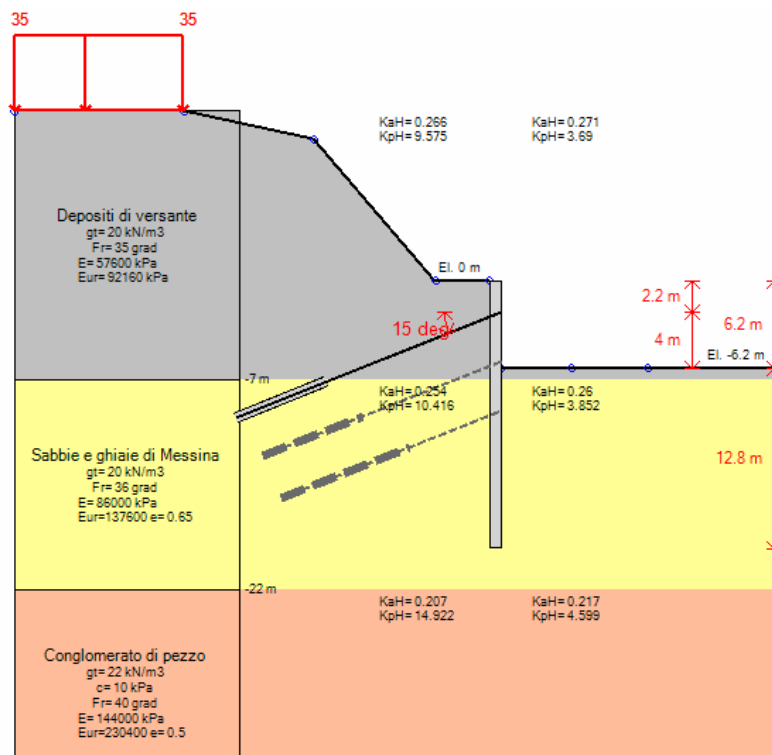 35
35
KaH= 0.266
KpH= 9.575
KaH= 0.271
KpH= 3.69
Depositi di versante
gt= 20 kN/m3
Fr= 35 grad
E= 57600 kPa
Eur= 92160 kPa
El. 0 m
2.2 m
15 deg
4 m
6.2 m
El. -6.2 m
-7 m
KaH= 0.254
KpH= 10.416
KaH= 0.26
KpH= 3.852
Sabbie e ghiaie di Messina
gt= 20 kN/m3
Fr= 36 grad
E= 86000 kPa
Eur=137600 e= 0.65
12.8 m
-22 m
KaH= 0.207
KpH= 14.922
KaH= 0.217
KpH= 4.599
Conglomerato di pezzo
gt= 22 kN/m3
c= 10 kPa
Fr= 40 grad
E= 144000 kPa
Eur=230400 e= 0.5